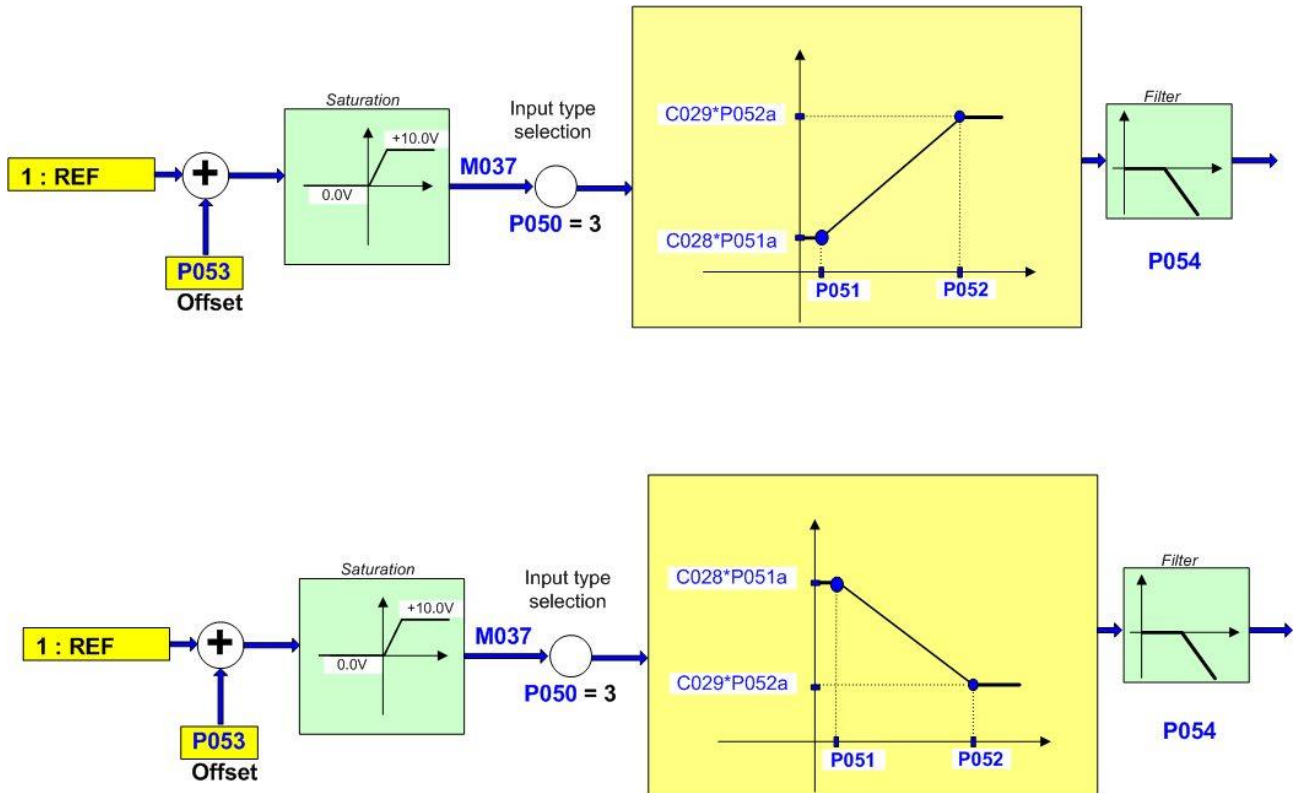 Saturation
Input type
selection
Filter
+10.0V
C029*P052a
1 : REF
+
M037
0.0V
P050 = 3
C028*P051a
P053
Offset
P051
P052
P054
Saturation
Input type
selection
Filter
+10.0V
C028*P051a
1 : REF
+
M037
0.0V
P050 = 3
C029*P052a
P053
Offset
P051
P052
P054